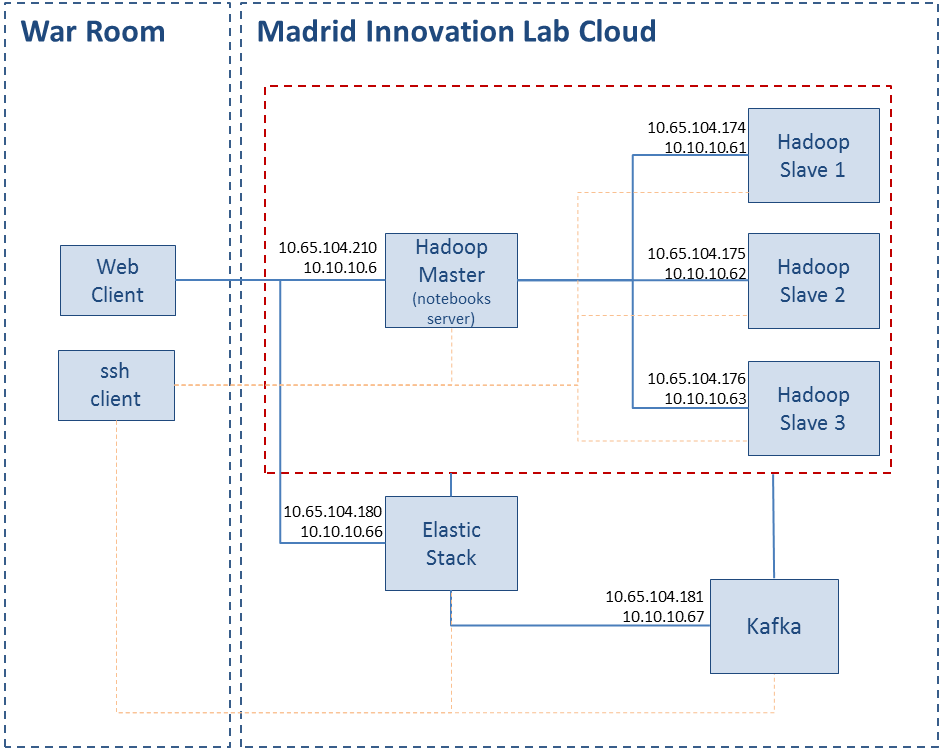 War Room
Madrid Innovation Lab Cloud
10.65.104.174
10.10.10.61
Hadoop
Slave 1
10.65.104.210
10.10.10.6
Hadoop
Master
(notebooks
server)
10.65.104.175
10.10.10.62
Hadoop
Slave 2
Web
Client
ssh
client
10.65.104.176
10.10.10.63
Hadoop
Slave 3
10.65.104.180
10.10.10.66
Elastic
Stack
10.65.104.181
10.10.10.67
Kafka